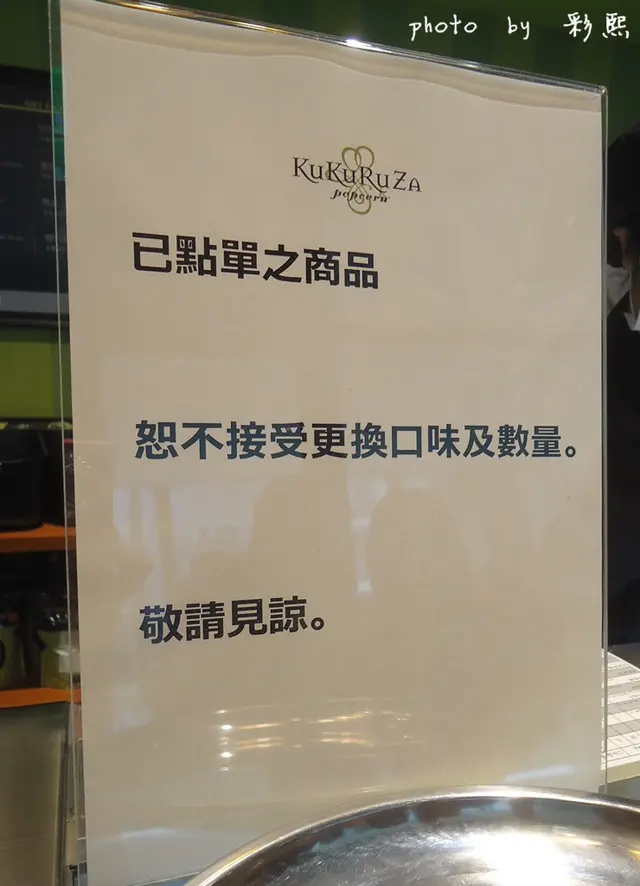 photo by 彩熙
KuKuRuZA
popcorn
已點單之商品
恕不接受更換口味及數量。
敬請見諒。